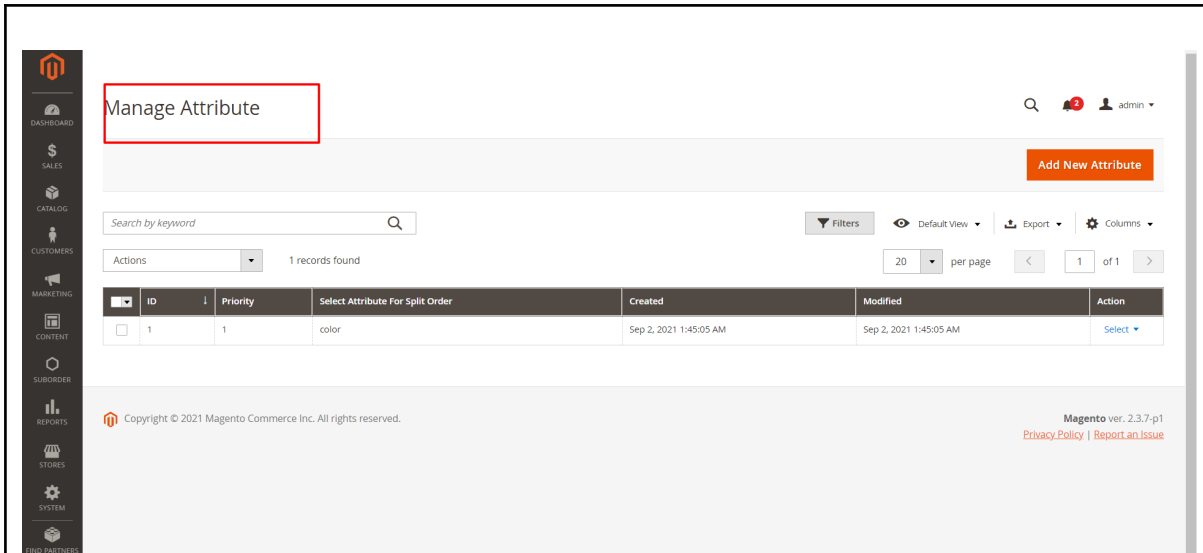 Manage Attribute
2
admin
DASHBOARD
SALES
CATALOG
CUSTOMERS
MARKETING
CONTENT
SUBORDER
REPORTS
STORES
SYSTEM
FIND PARTNERS
Add New Attribute
Search by keyword
Filters
Default View
Export
Columns
Actions
1 records found
20
per page
1
of 1
ID ↓ Priority Select Attribute For Split Order Created Modified Action
1 1 color Sep 2, 2021 1:45:05 AM Sep 2, 2021 1:45:05 AM Select
Copyright © 2021 Magento Commerce Inc. All rights reserved.
Magento ver. 2.3.7-p1
Privacy Policy | Report an Issue